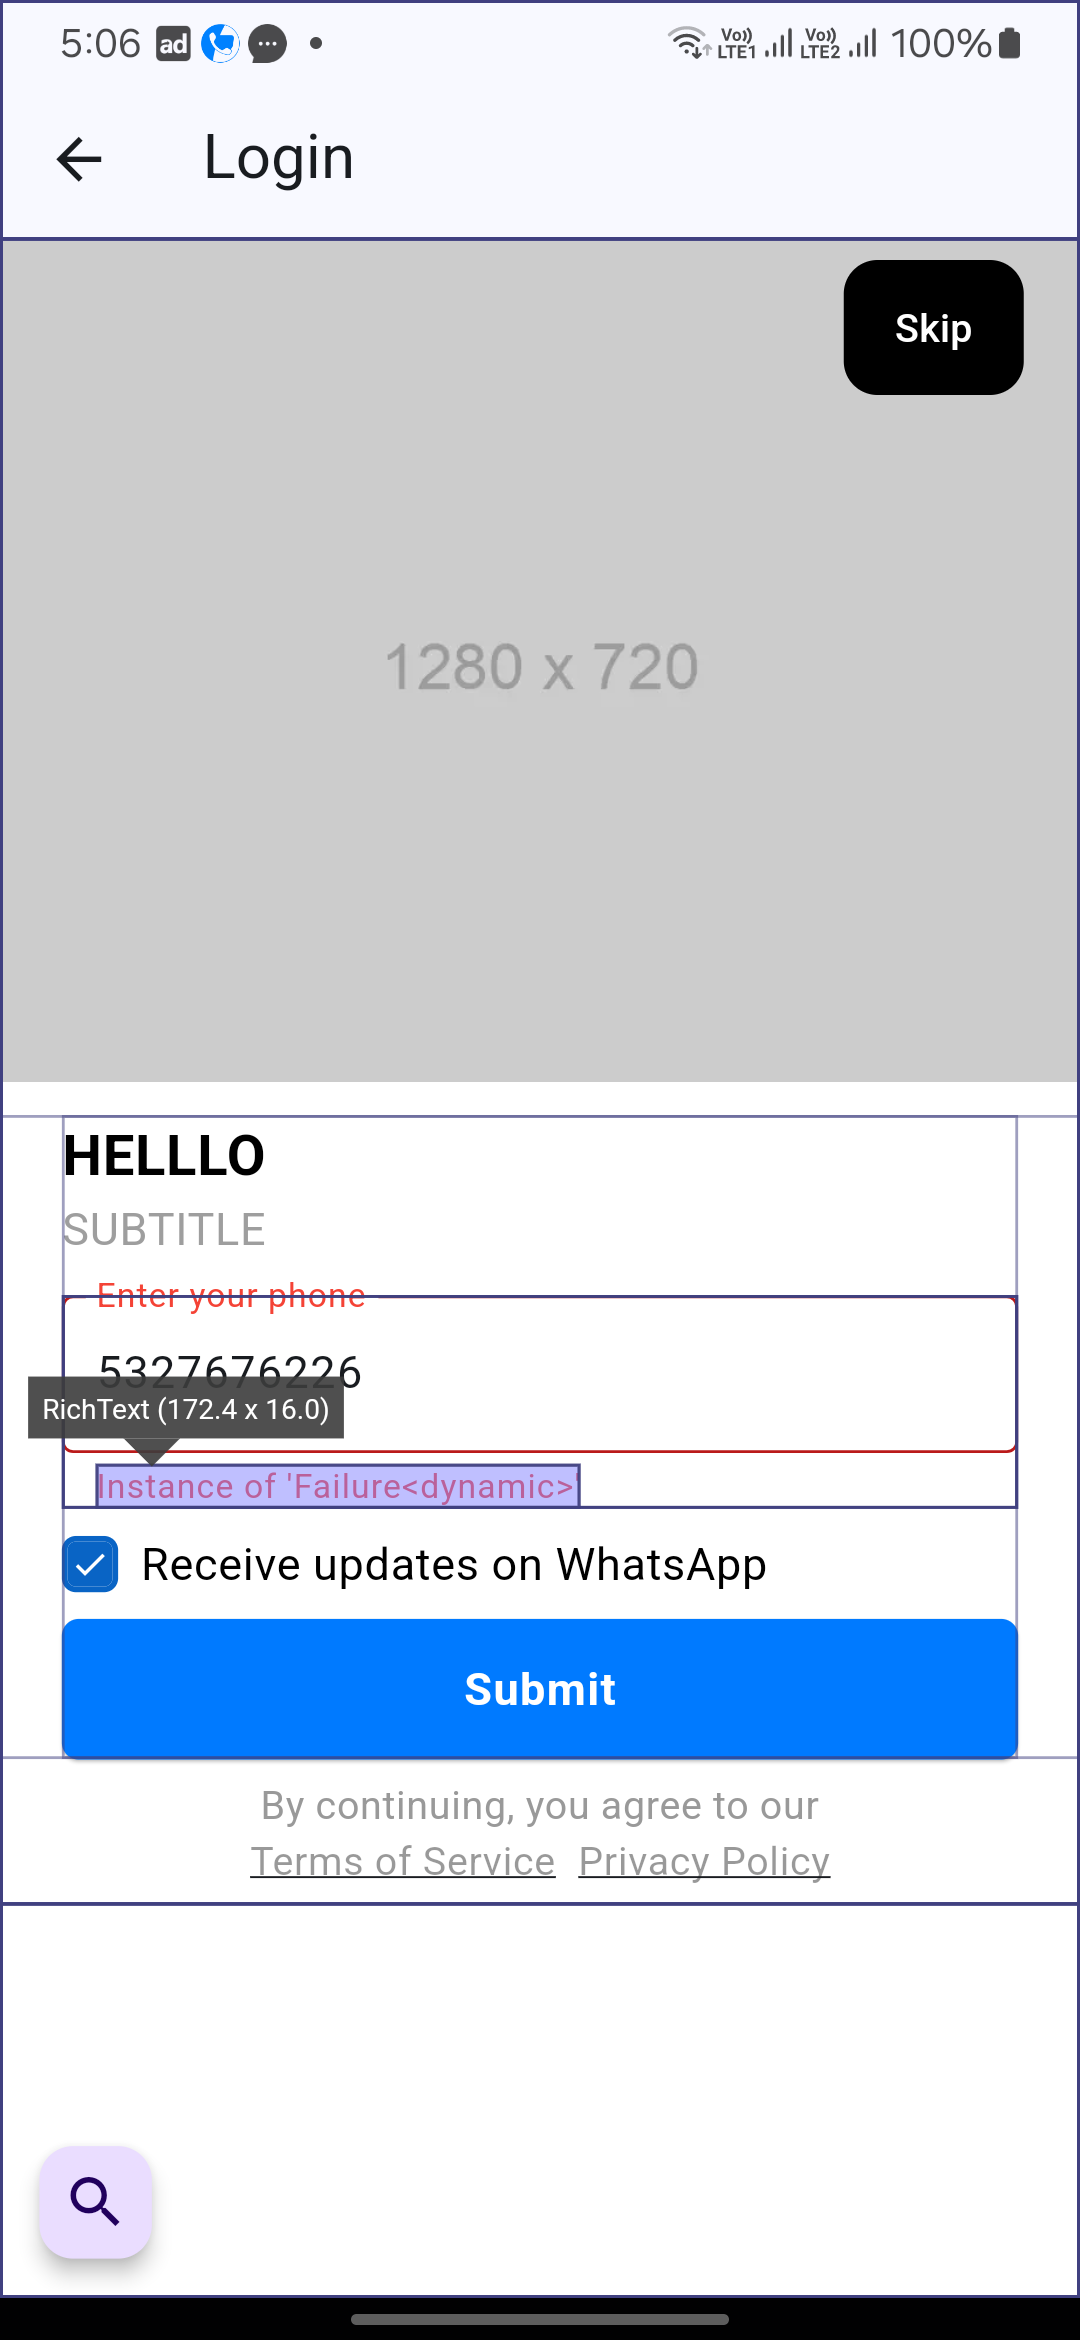 5:06 ad Vo)) LTE1 Vo)) LTE2 100%
Login
Skip
1280 x 720
HELLLO
SUBTITLE
Enter your phone
5327676226
RichText (172.4 x 16.0)
Instance of 'Failure<dynamic>'
Receive updates on WhatsApp
Submit
By continuing, you agree to our
Terms of Service Privacy Policy